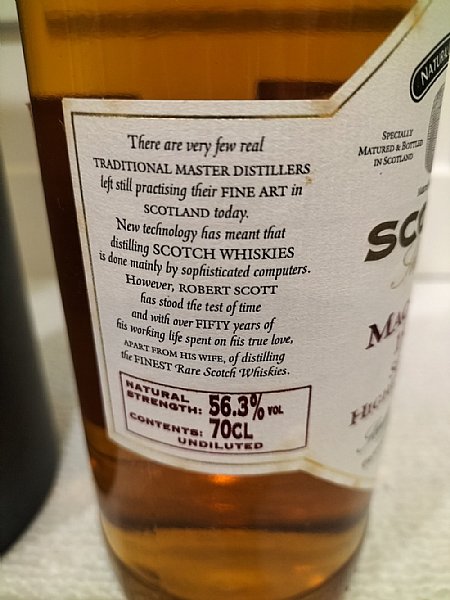 There are very few real
TRADITIONAL MASTER DISTILLERS
left still practising their FINE ART in
SCOTLAND today.
New technology has meant that
distilling SCOTCH WHISKIES
is done mainly by sophisticated computers.
However, ROBERT SCOTT
has stood the test of time
and with over FIFTY years of
his working life spent on his true love,
APART FROM HIS WIFE, of distilling
the FINEST Rare Scotch Whiskies.
NATURAL STRENGTH: 56.3% VOL
CONTENTS: 70CL
UNDILUTED
NATURAL
SPECIALLY
MATURED & BOTTLED
IN SCOTLAND